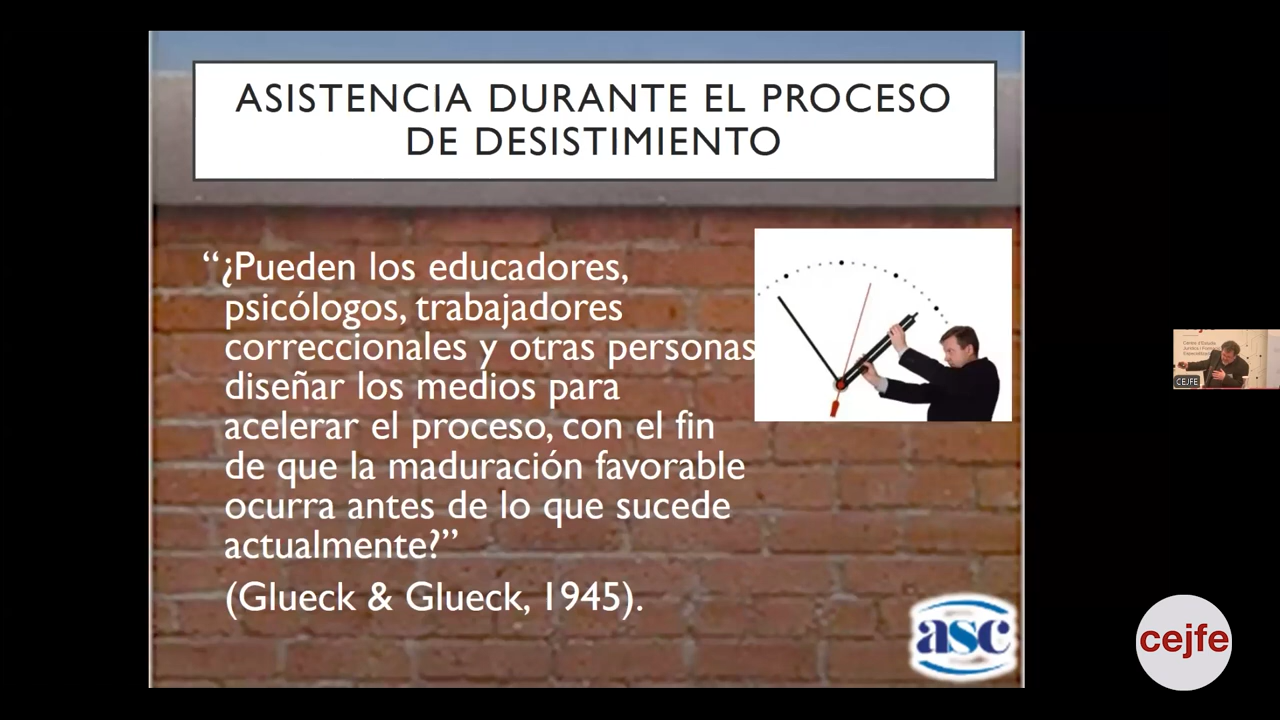 ASISTENCIA DURANTE EL PROCESO
DE DESISTIMIENTO
“¿Pueden los educadores,
psicólogos, trabajadores
correccionales y otras personas
diseñar los medios para
acelerar el proceso, con el fin
de que la maduración favorable
ocurra antes de lo que sucede
actualmente?”
(Glueck & Glueck, 1945).
asc
CEJFE
cejfe